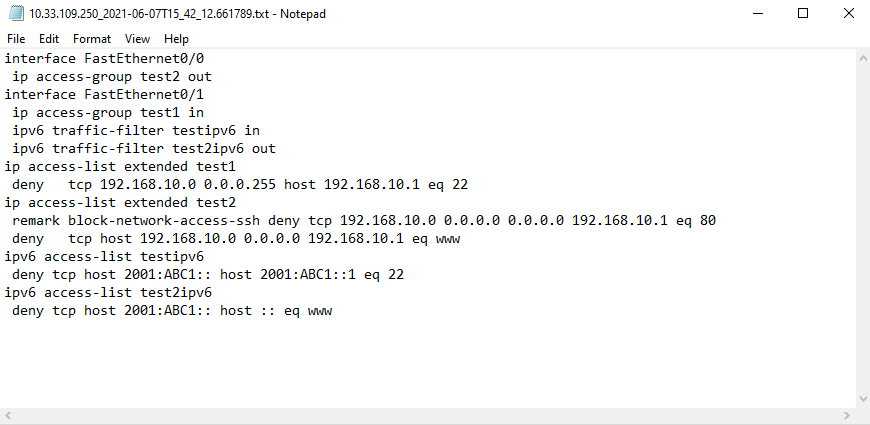 10.33.109.250_2021-06-07T15_42_12.661789.txt - Notepad
File Edit Format View Help
interface FastEthernet0/0
 ip access-group test2 out
interface FastEthernet0/1
 ip access-group test1 in
 ipv6 traffic-filter testipv6 in
 ipv6 traffic-filter test2ipv6 out
ip access-list extended test1
 deny   tcp 192.168.10.0 0.0.0.255 host 192.168.10.1 eq 22
ip access-list extended test2
 remark block-network-access-ssh deny tcp 192.168.10.0 0.0.0.0 0.0.0.0 192.168.10.1 eq 80
 deny   tcp host 192.168.10.0 0.0.0.0 192.168.10.1 eq www
ipv6 access-list testipv6
 deny tcp host 2001:ABC1:: host 2001:ABC1::1 eq 22
ipv6 access-list test2ipv6
 deny tcp host 2001:ABC1:: host :: eq www